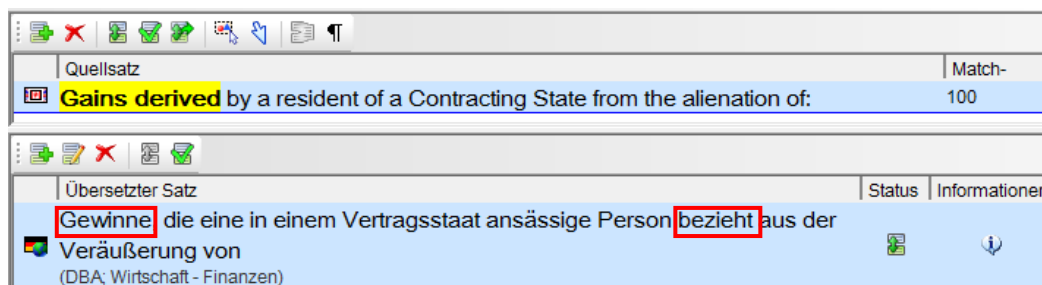 Quellsatz Match-
Gains derived by a resident of a Contracting State from the alienation of: 100
Übersetzter Satz Status Informationen
Gewinne, die eine in einem Vertragsstaat ansässige Person bezieht aus der
Veräußerung von
(DBA; Wirtschaft - Finanzen)